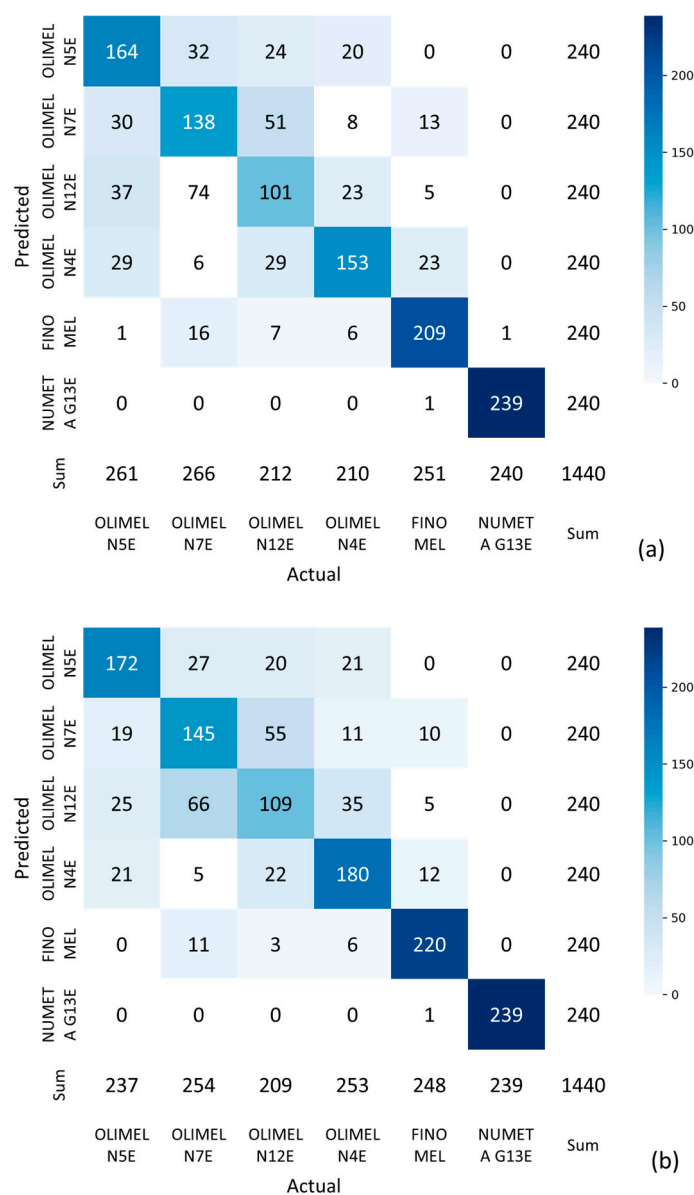 OLIMEL N5E 164 32 24 20 0 0 240
OLIMEL N7E 30 138 51 8 13 0 240
OLIMEL N12E 37 74 101 23 5 0 240
OLIMEL N4E 29 6 29 153 23 0 240
FINO MEL 1 16 7 6 209 1 240
NUMET A G13E 0 0 0 0 1 239 240
Sum 261 266 212 210 251 240 1440
Predicted
OLIMEL OLIMEL OLIMEL OLIMEL FINO NUMET Sum
N5E N7E N12E N4E MEL A G13E
Actual
200
150
100
50
0
(a)
OLIMEL N5E 172 27 20 21 0 0 240
OLIMEL N7E 19 145 55 11 10 0 240
OLIMEL N12E 25 66 109 35 5 0 240
OLIMEL N4E 21 5 22 180 12 0 240
FINO MEL 0 11 3 6 220 0 240
NUMET A G13E 0 0 0 0 1 239 240
Sum 237 254 209 253 248 239 1440
Predicted
OLIMEL OLIMEL OLIMEL OLIMEL FINO NUMET Sum
N5E N7E N12E N4E MEL A G13E
Actual
200
150
100
50
0
(b)